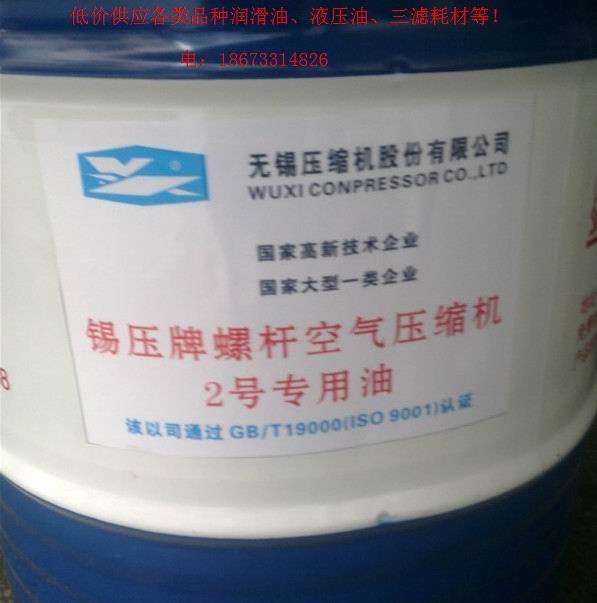 低价供应各类品种润滑油、液压油、三滤耗材等！
电：18673314826
无锡压缩机股份有限公司
WUXI CONPRESSOR CO.,LTD
国家高新技术企业
国家大型一类企业
锡压牌螺杆空气压缩机
2号专用油
该以司通过 GB/T19000(ISO 9001)认证
8